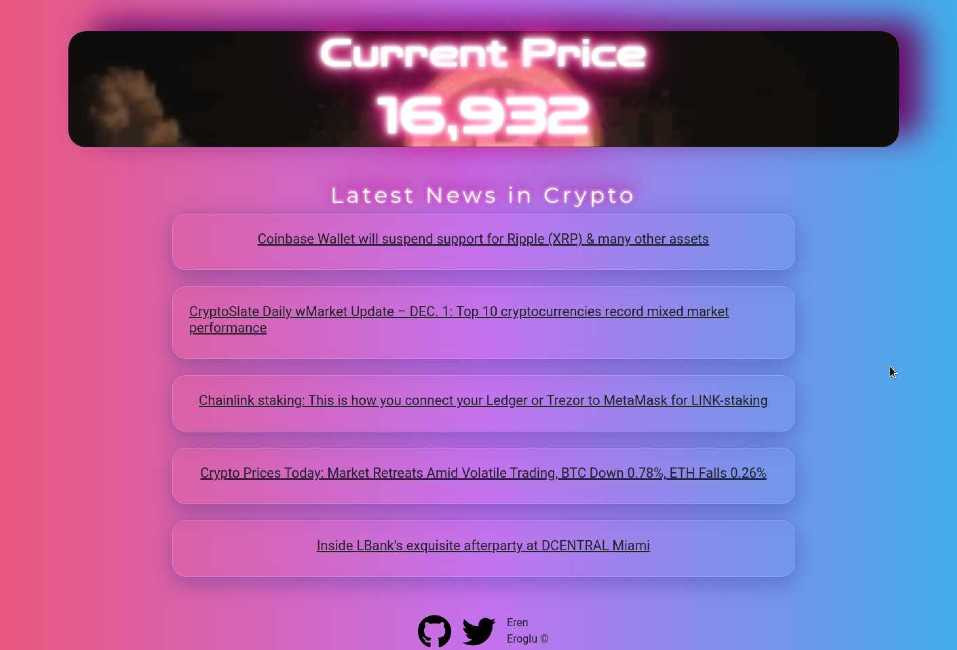 Current Price
16,932
Latest News in Crypto
Coinbase Wallet will suspend support for Ripple (XRP) & many other assets
CryptoSlate Daily wMarket Update – DEC. 1: Top 10 cryptocurrencies record mixed market
performance
Chainlink staking: This is how you connect your Ledger or Trezor to MetaMask for LINK-staking
Crypto Prices Today: Market Retreats Amid Volatile Trading, BTC Down 0.78%, ETH Falls 0.26%
Inside LBank's exquisite afterparty at DCENTRAL Miami
Eren
Eroglu ©